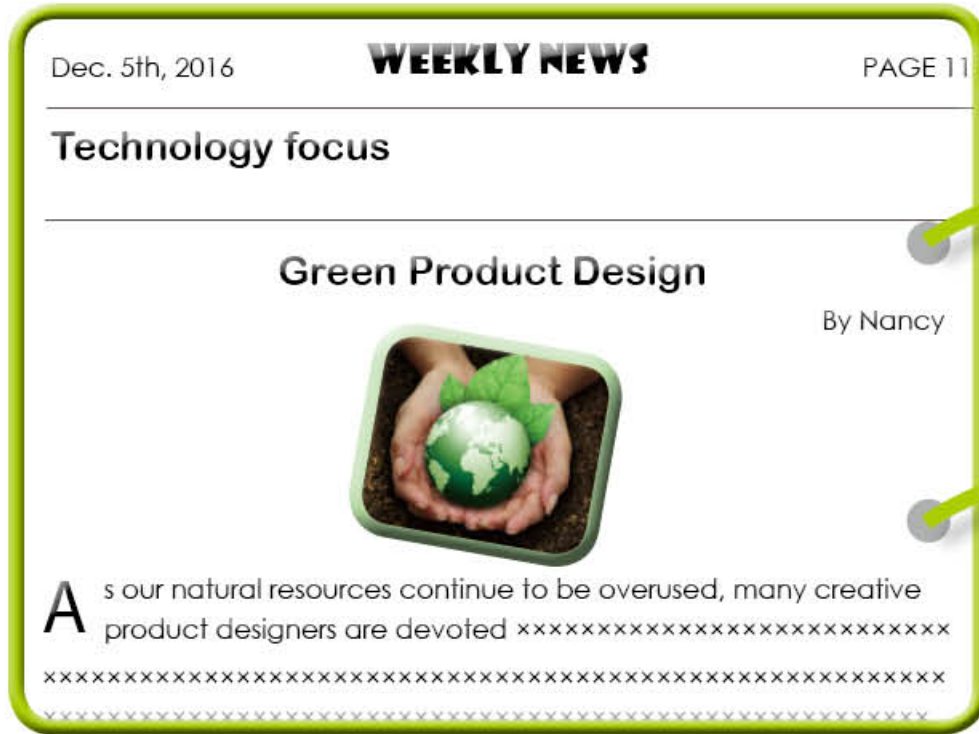 Dec. 5th, 2016 WEEKLY NEWS PAGE 11
Technology focus
Green Product Design
By Nancy
As our natural resources continue to be overused, many creative
product designers are devoted ×××××××××××××××××××××××××××
××××××××××××××××××××××××××××××××××××××××××××××××××××××××
×××××××××××××××××××××××××××××××××××××××××××××××××××××××